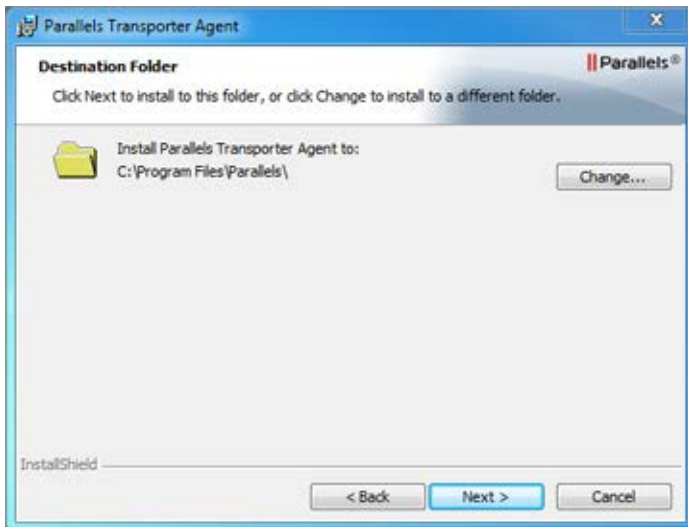 Parallels Transporter Agent
X
Destination Folder
Parallels®
Click Next to install to this folder, or click Change to install to a different folder.
Install Parallels Transporter Agent to:
C:\Program Files\Parallels\
Change...
InstallShield
< Back
Next >
Cancel